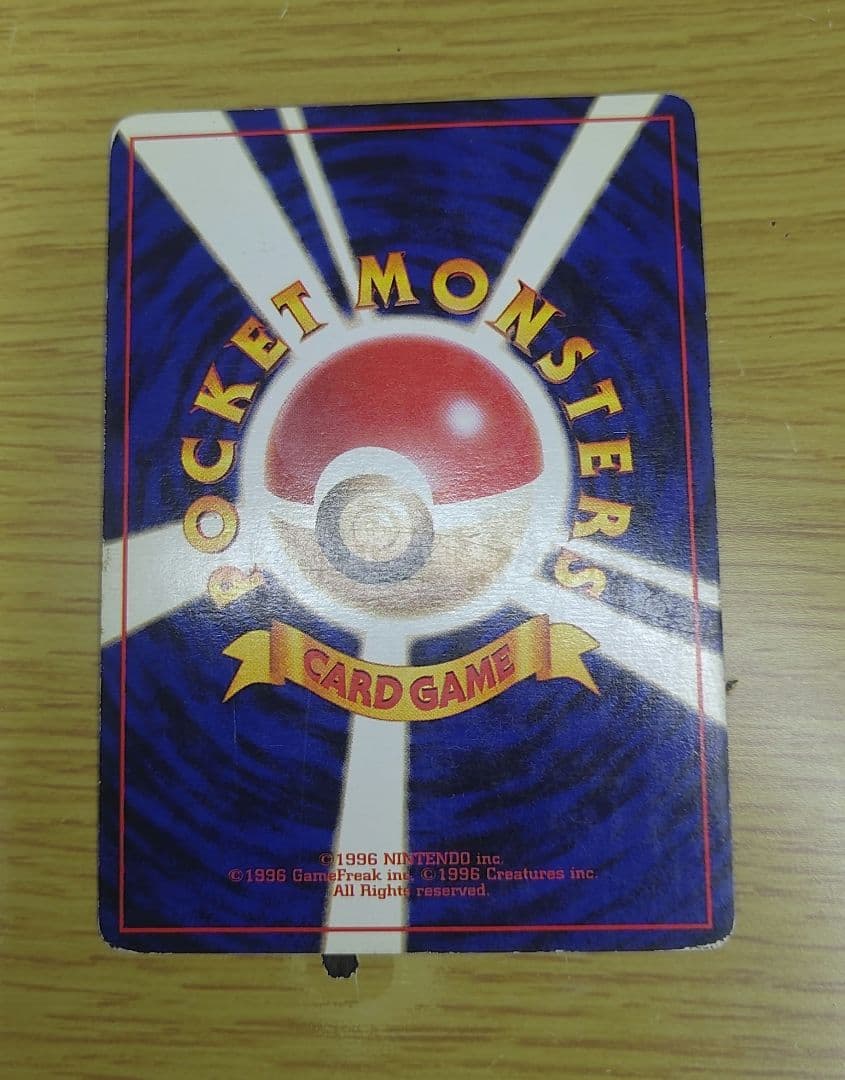 POCKET MONSTERS
CARD GAME
©1996 NINTENDO inc.
©1996 GameFreak inc. ©1996 Creatures inc.
All Rights reserved.